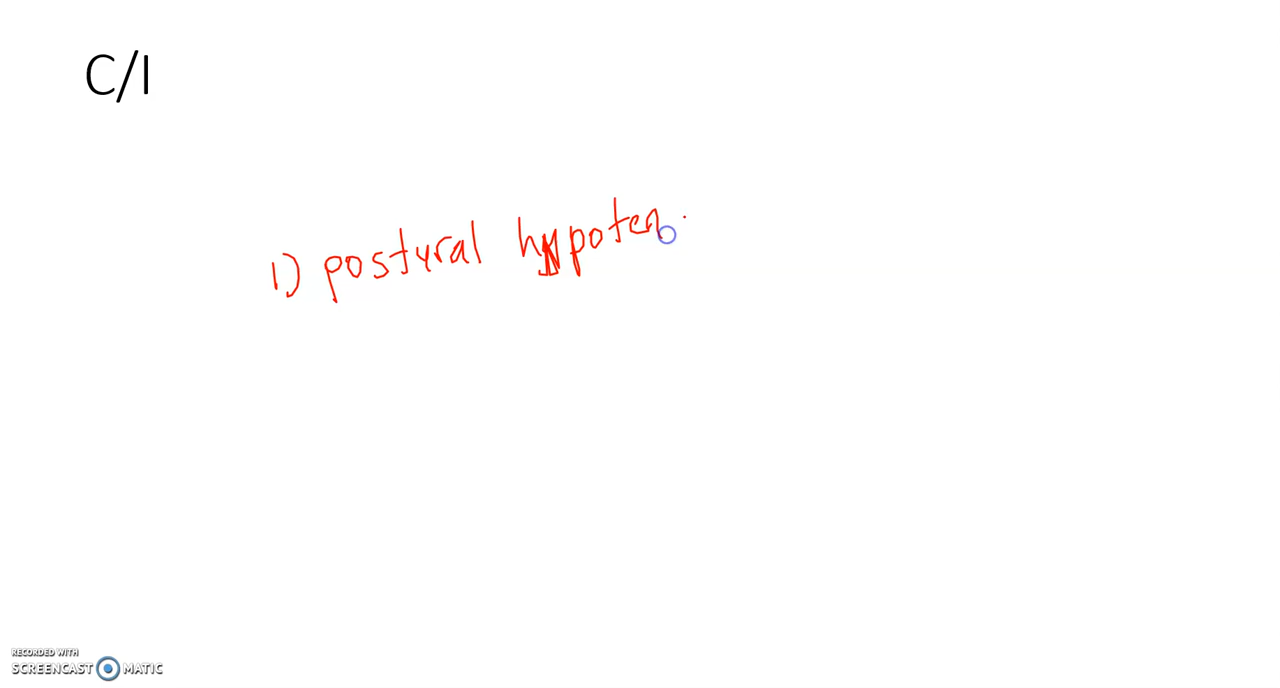 C/I
1) postural hypoten.
RECORDED WITH
SCREENCAST MATIC